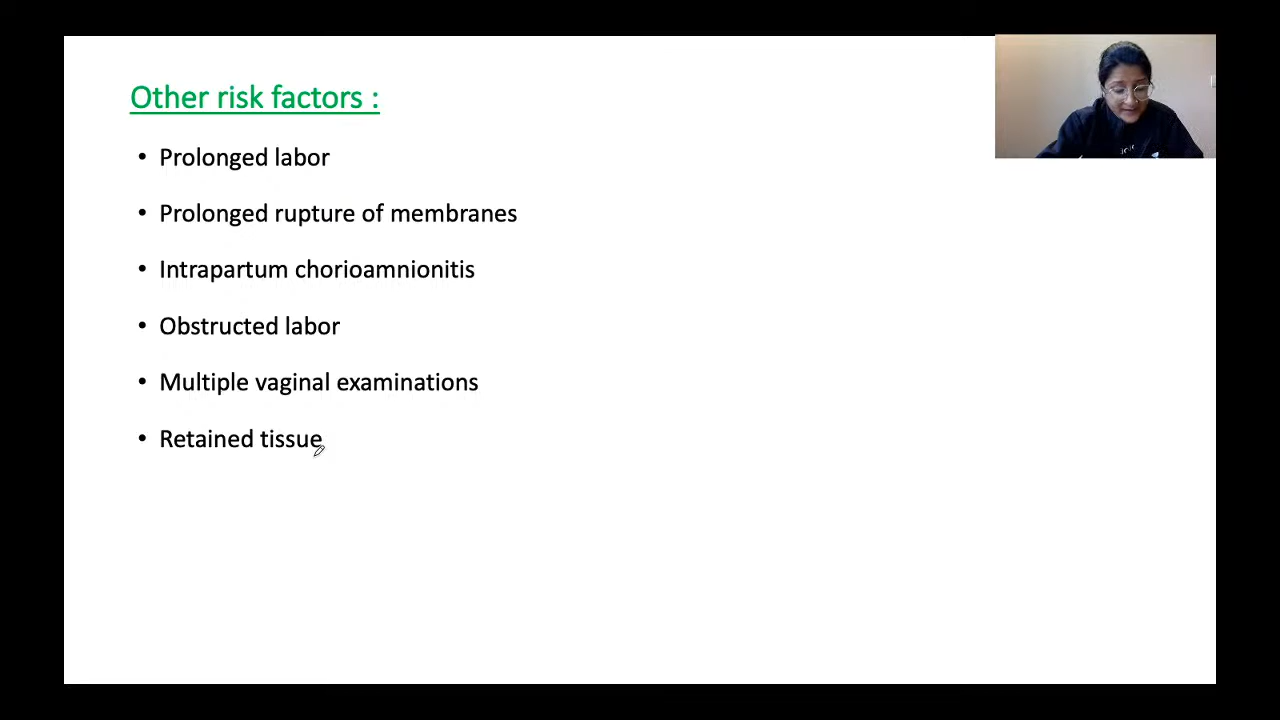 Other risk factors :
• Prolonged labor
• Prolonged rupture of membranes
• Intrapartum chorioamnionitis
• Obstructed labor
• Multiple vaginal examinations
• Retained tissue